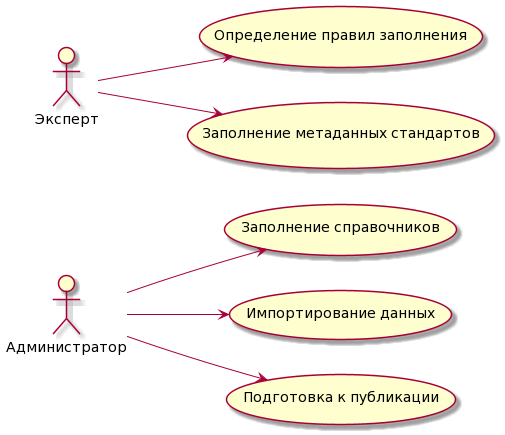 Определение правил заполнения
Эксперт
Заполнение метаданных стандартов
Заполнение справочников
Импортирование данных
Администратор
Подготовка к публикации